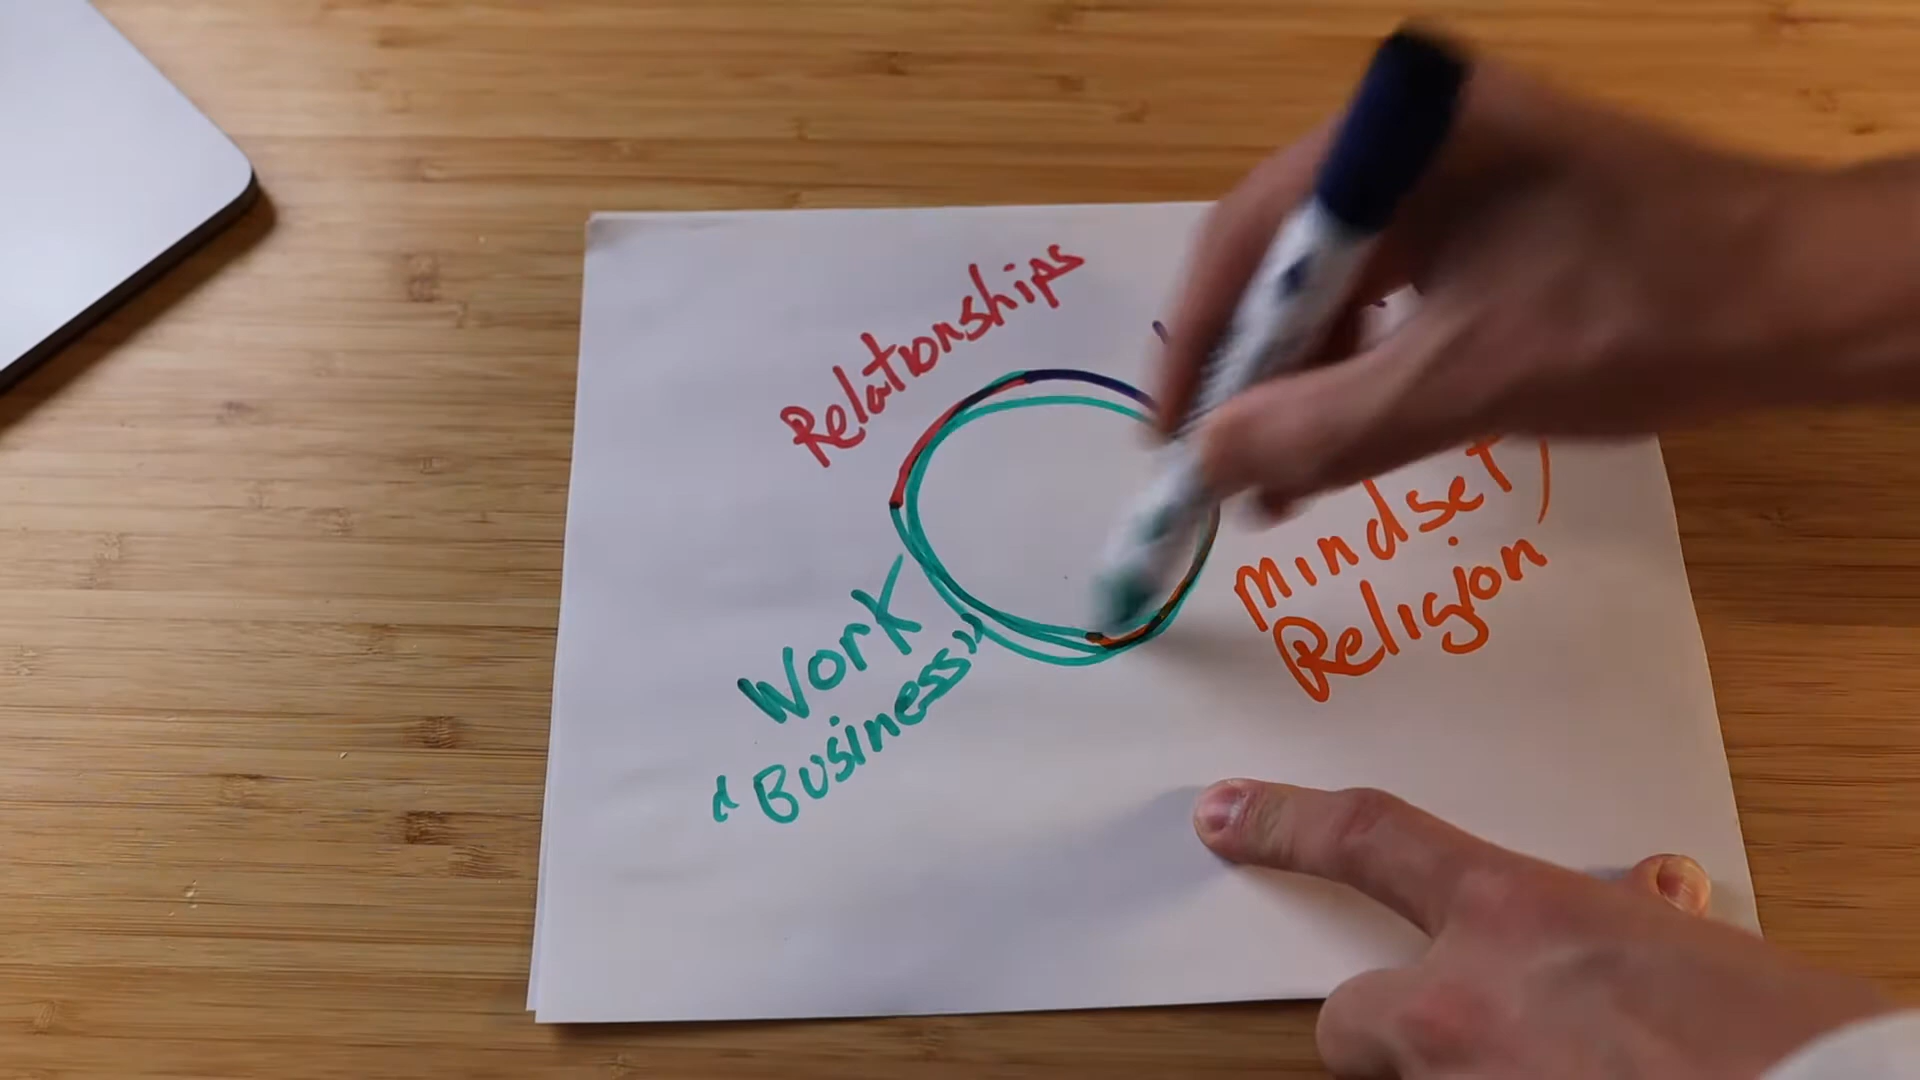 Relationships
Mindset)
Religion
Work
"Business"